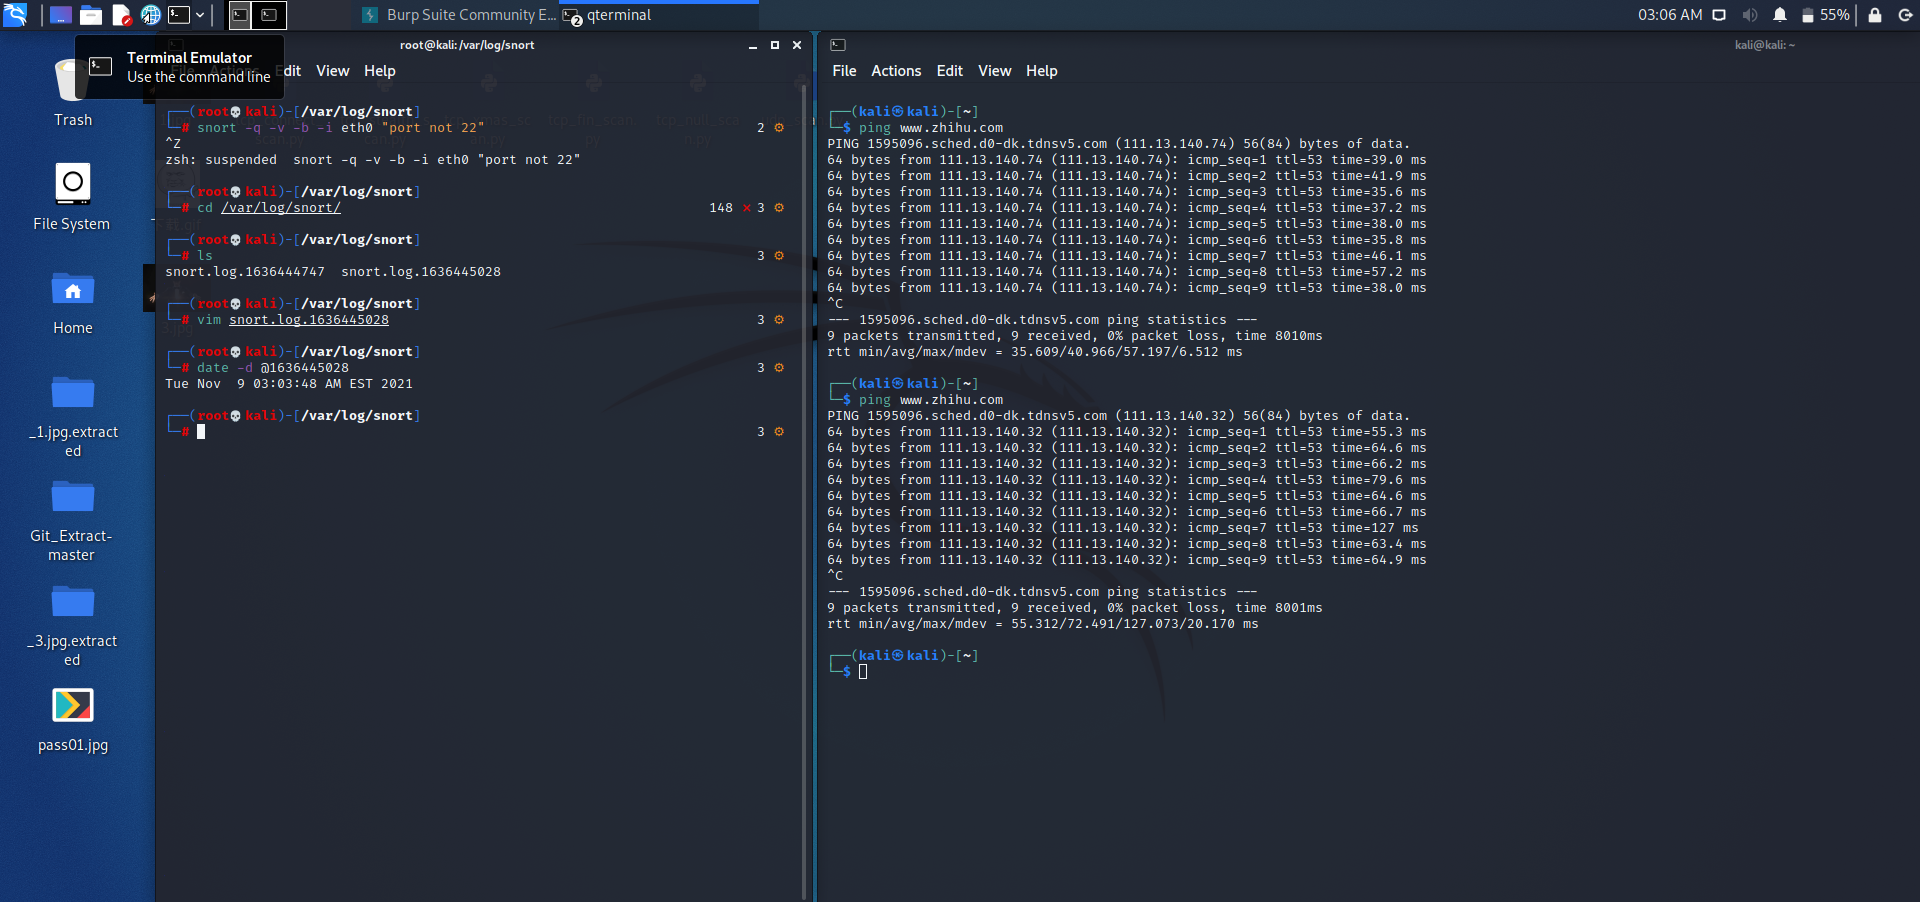 Burp Suite Community E...
2
qterminal
03:06 AM
55%
Terminal Emulator
Use the command line
Trash
File System
Home
_1.jpg.extract
ed
Git_Extract-
master
_3.jpg.extract
ed
pass01.jpg
root@kali: /var/log/snort
Edit View Help
┌──(root💀kali)-[/var/log/snort]
└─# snort -q -v -b -i eth0 "port not 22" 2 ⚙
^Z
zsh: suspended  snort -q -v -b -i eth0 "port not 22"
┌──(root💀kali)-[/var/log/snort]
└─# cd /var/log/snort/ 148 ⨯ 3 ⚙
┌──(root💀kali)-[/var/log/snort]
└─# ls 3 ⚙
snort.log.1636444747  snort.log.1636445028
┌──(root💀kali)-[/var/log/snort]
└─# vim snort.log.1636445028 3 ⚙
┌──(root💀kali)-[/var/log/snort]
└─# date -d @1636445028 3 ⚙
Tue Nov  9 03:03:48 AM EST 2021
┌──(root💀kali)-[/var/log/snort]
└─# 3 ⚙
kali@kali: ~
File Actions Edit View Help
┌──(kali㉿kali)-[~]
└─$ ping www.zhihu.com
PING 1595096.sched.d0-dk.tdnsv5.com (111.13.140.74) 56(84) bytes of data.
64 bytes from 111.13.140.74 (111.13.140.74): icmp_seq=1 ttl=53 time=39.0 ms
64 bytes from 111.13.140.74 (111.13.140.74): icmp_seq=2 ttl=53 time=41.9 ms
64 bytes from 111.13.140.74 (111.13.140.74): icmp_seq=3 ttl=53 time=35.6 ms
64 bytes from 111.13.140.74 (111.13.140.74): icmp_seq=4 ttl=53 time=37.2 ms
64 bytes from 111.13.140.74 (111.13.140.74): icmp_seq=5 ttl=53 time=38.0 ms
64 bytes from 111.13.140.74 (111.13.140.74): icmp_seq=6 ttl=53 time=35.8 ms
64 bytes from 111.13.140.74 (111.13.140.74): icmp_seq=7 ttl=53 time=46.1 ms
64 bytes from 111.13.140.74 (111.13.140.74): icmp_seq=8 ttl=53 time=57.2 ms
64 bytes from 111.13.140.74 (111.13.140.74): icmp_seq=9 ttl=53 time=38.0 ms
^C
--- 1595096.sched.d0-dk.tdnsv5.com ping statistics ---
9 packets transmitted, 9 received, 0% packet loss, time 8010ms
rtt min/avg/max/mdev = 35.609/40.966/57.197/6.512 ms
┌──(kali㉿kali)-[~]
└─$ ping www.zhihu.com
PING 1595096.sched.d0-dk.tdnsv5.com (111.13.140.32) 56(84) bytes of data.
64 bytes from 111.13.140.32 (111.13.140.32): icmp_seq=1 ttl=53 time=55.3 ms
64 bytes from 111.13.140.32 (111.13.140.32): icmp_seq=2 ttl=53 time=64.6 ms
64 bytes from 111.13.140.32 (111.13.140.32): icmp_seq=3 ttl=53 time=66.2 ms
64 bytes from 111.13.140.32 (111.13.140.32): icmp_seq=4 ttl=53 time=79.6 ms
64 bytes from 111.13.140.32 (111.13.140.32): icmp_seq=5 ttl=53 time=64.6 ms
64 bytes from 111.13.140.32 (111.13.140.32): icmp_seq=6 ttl=53 time=66.7 ms
64 bytes from 111.13.140.32 (111.13.140.32): icmp_seq=7 ttl=53 time=127 ms
64 bytes from 111.13.140.32 (111.13.140.32): icmp_seq=8 ttl=53 time=63.4 ms
64 bytes from 111.13.140.32 (111.13.140.32): icmp_seq=9 ttl=53 time=64.9 ms
^C
--- 1595096.sched.d0-dk.tdnsv5.com ping statistics ---
9 packets transmitted, 9 received, 0% packet loss, time 8001ms
rtt min/avg/max/mdev = 55.312/72.491/127.073/20.170 ms
┌──(kali㉿kali)-[~]
└─$